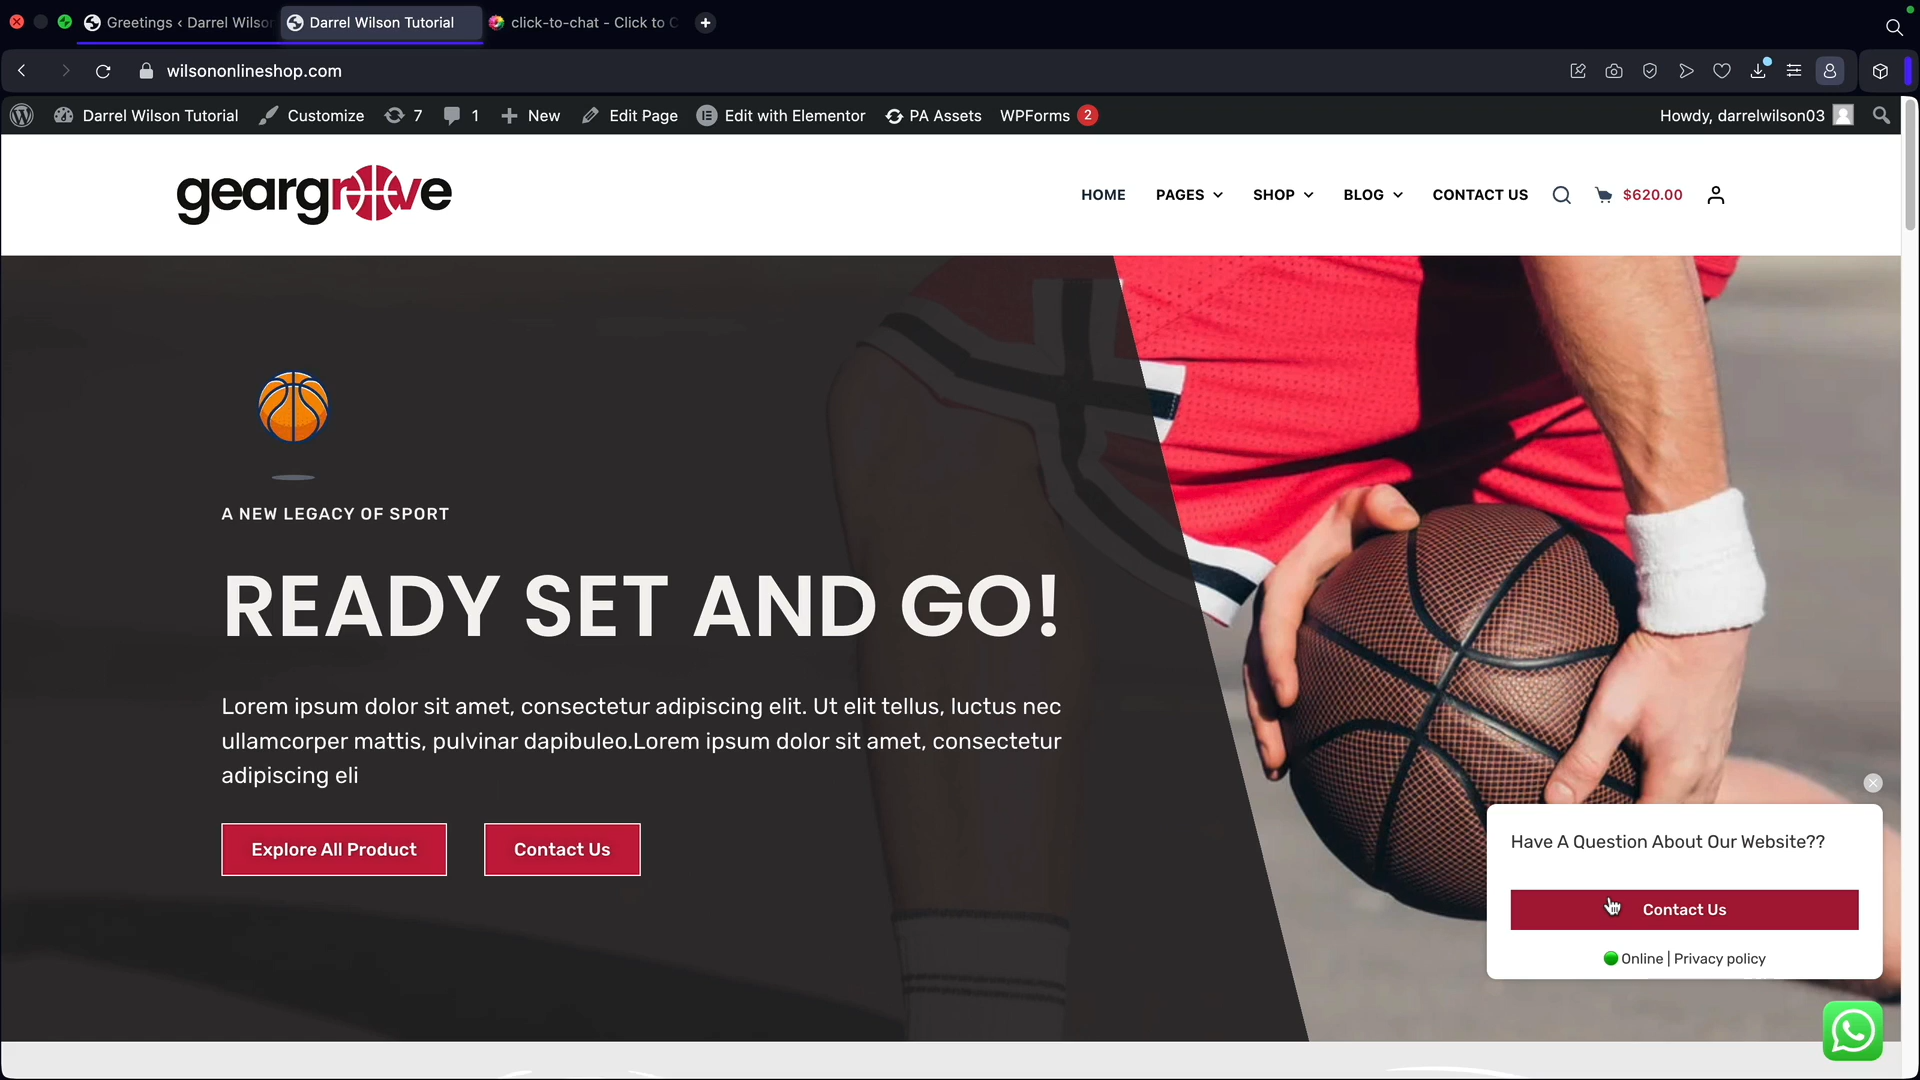 Greetings ‹ Darrel Wilson
Darrel Wilson Tutorial
click-to-chat - Click to C
wilsononlineshop.com
Darrel Wilson Tutorial
Customize
7
1
New
Edit Page
Edit with Elementor
PA Assets
WPForms 2
Howdy, darrelwilson03
geargroove
HOME
PAGES
SHOP
BLOG
CONTACT US
$620.00
A NEW LEGACY OF SPORT
READY SET AND GO!
Lorem ipsum dolor sit amet, consectetur adipiscing elit. Ut elit tellus, luctus nec
ullamcorper mattis, pulvinar dapibuleo.Lorem ipsum dolor sit amet, consectetur
adipiscing eli
Explore All Product
Contact Us
Have A Question About Our Website??
Contact Us
Online | Privacy policy